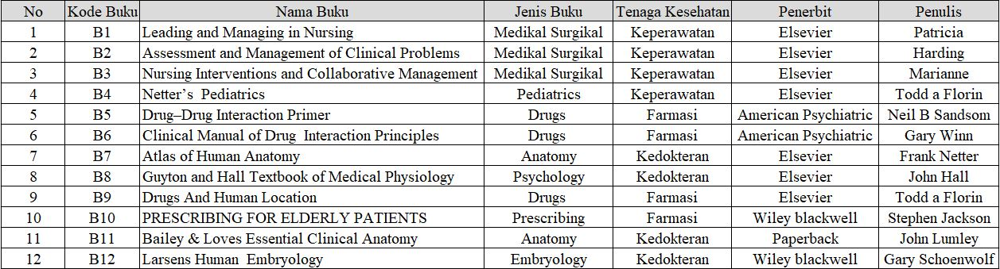 No Kode Buku Nama Buku Jenis Buku Tenaga Kesehatan Penerbit Penulis
1 B1 Leading and Managing in Nursing Medikal Surgikal Keperawatan Elsevier Patricia
2 B2 Assessment and Management of Clinical Problems Medikal Surgikal Keperawatan Elsevier Harding
3 B3 Nursing Interventions and Collaborative Management Medikal Surgikal Keperawatan Elsevier Marianne
4 B4 Netter’s Pediatrics Pediatrics Keperawatan Elsevier Todd a Florin
5 B5 Drug–Drug Interaction Primer Drugs Farmasi American Psychiatric Neil B Sandsom
6 B6 Clinical Manual of Drug Interaction Principles Drugs Farmasi American Psychiatric Gary Winn
7 B7 Atlas of Human Anatomy Anatomy Kedokteran Elsevier Frank Netter
8 B8 Guyton and Hall Textbook of Medical Physiology Psychology Kedokteran Elsevier John Hall
9 B9 Drugs And Human Location Drugs Farmasi Elsevier Todd a Florin
10 B10 PRESCRIBING FOR ELDERLY PATIENTS Prescribing Farmasi Wiley blackwell Stephen Jackson
11 B11 Bailey & Loves Essential Clinical Anatomy Anatomy Kedokteran Paperback John Lumley
12 B12 Larsens Human Embryology Embryology Kedokteran Wiley blackwell Gary Schoenwolf